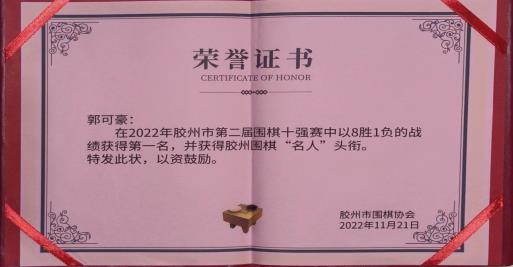 荣誉证书
CERTIFICATE OF HONOR
郭可豪：
在2022年胶州市第二届围棋十强赛中以8胜1负的战
绩获得第一名，并获得胶州围棋“名人”头衔。
特发此状，以资鼓励。
胶州市围棋协会
2022年11月21日